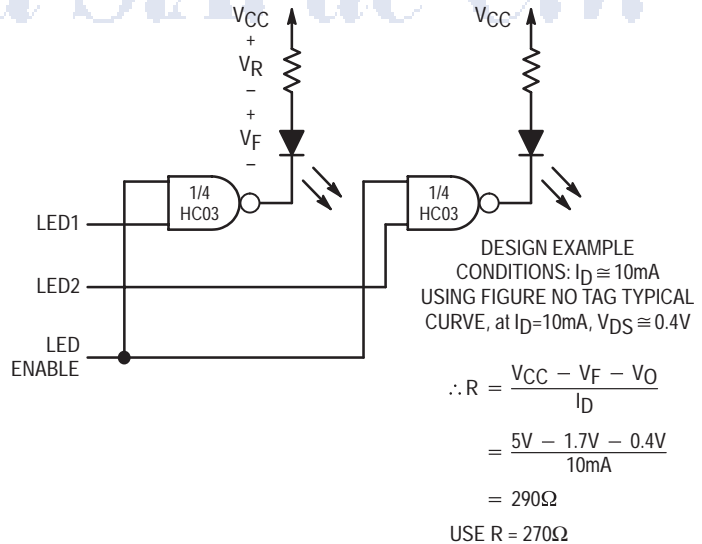 VCC
+
VR
−
+
VF
−
VCC
1/4
HC03
1/4
HC03
LED1
LED2
LED
ENABLE
DESIGN EXAMPLE
CONDITIONS: ID ≅ 10mA
USING FIGURE NO TAG TYPICAL
CURVE, at ID=10mA, VDS ≅ 0.4V
∴ R = VCC − VF − VO
ID
= 5V − 1.7V − 0.4V
10mA
= 290Ω
USE R = 270Ω